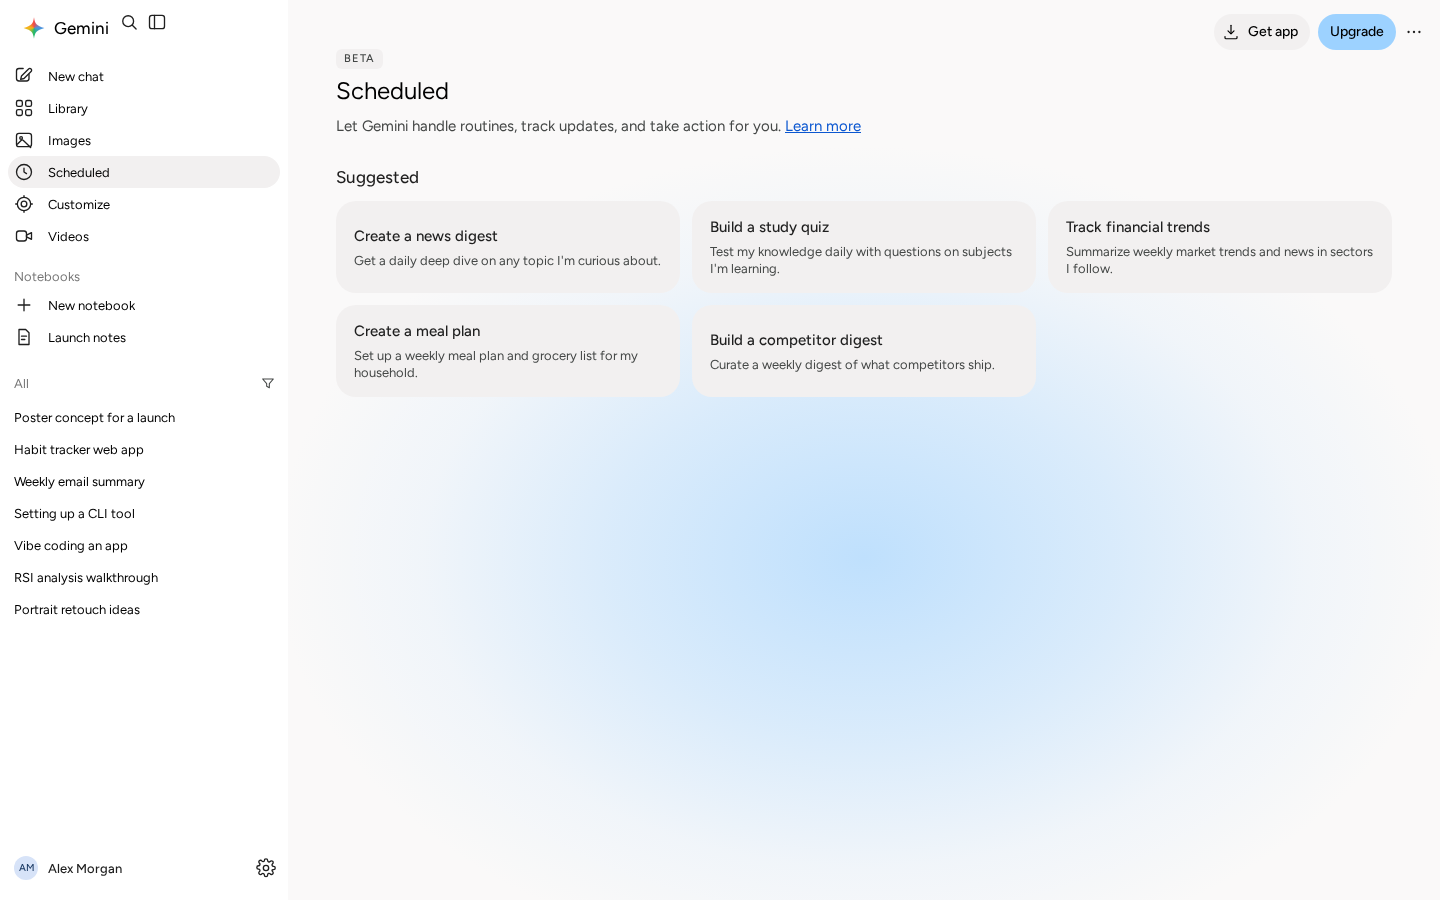 Gemini
New chat
Library
Images
Scheduled
Customize
Videos
Notebooks
New notebook
Launch notes
All
Poster concept for a launch
Habit tracker web app
Weekly email summary
Setting up a CLI tool
Vibe coding an app
RSI analysis walkthrough
Portrait retouch ideas
AM
Alex Morgan
Get app
Upgrade
BETA
Scheduled
Let Gemini handle routines, track updates, and take action for you. Learn more
Suggested
Create a news digest
Get a daily deep dive on any topic I'm curious about.
Build a study quiz
Test my knowledge daily with questions on subjects
I'm learning.
Track financial trends
Summarize weekly market trends and news in sectors
I follow.
Create a meal plan
Set up a weekly meal plan and grocery list for my
household.
Build a competitor digest
Curate a weekly digest of what competitors ship.